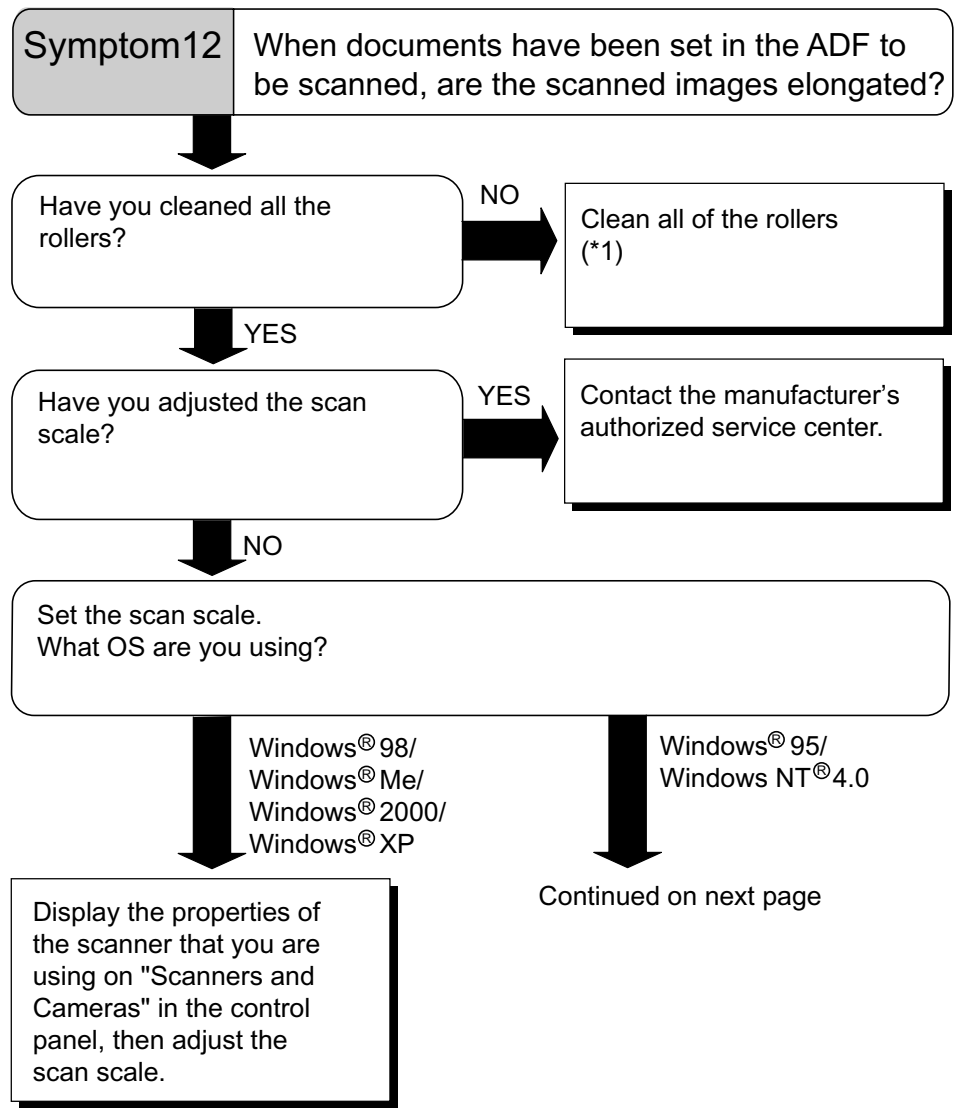 Symptom12
When documents have been set in the ADF to
be scanned, are the scanned images elongated?
Have you cleaned all the
rollers?
NO
Clean all of the rollers
(*1)
YES
Have you adjusted the scan
scale?
YES
Contact the manufacturer’s
authorized service center.
NO
Set the scan scale.
What OS are you using?
Windows® 98/
Windows® Me/
Windows® 2000/
Windows® XP
Windows® 95/
Windows NT®4.0
Display the properties of
the scanner that you are
using on "Scanners and
Cameras" in the control
panel, then adjust the
scan scale.
Continued on next page